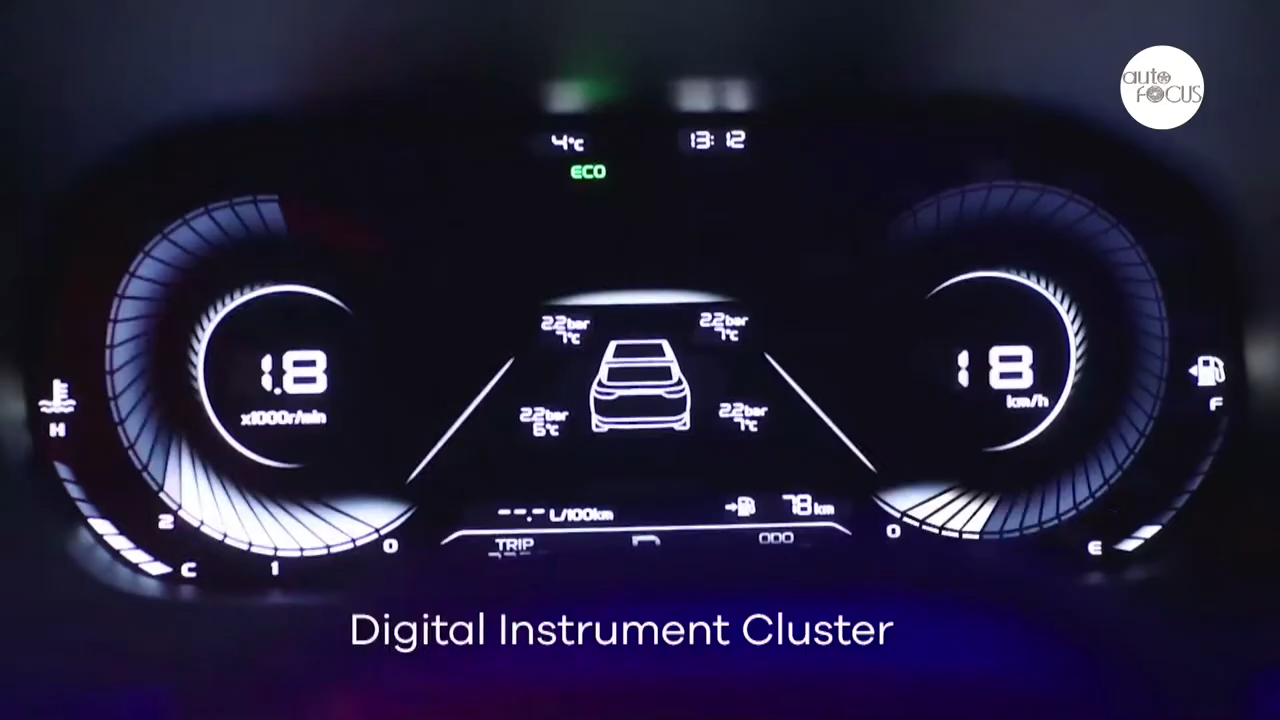 auto
FOCUS
4°C
13:12
ECO
2.2bar
7°C
2.2bar
7°C
1.8
x1000r/min
18
km/h
2.2bar
6°C
2.2bar
7°C
H
F
--.- L/100km
78km
2
0
0
TRIP
ODO
E
C
1
Digital Instrument Cluster